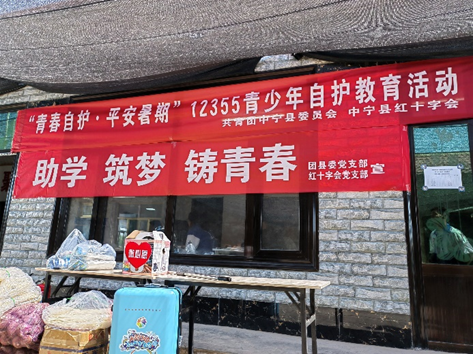 “青春自护·平安暑期”12355青少年自护教育活动
共青团中宁县委员会 中宁县红十字会
助学 筑梦 铸青春
团县委党支部
红十字会党支部
宣